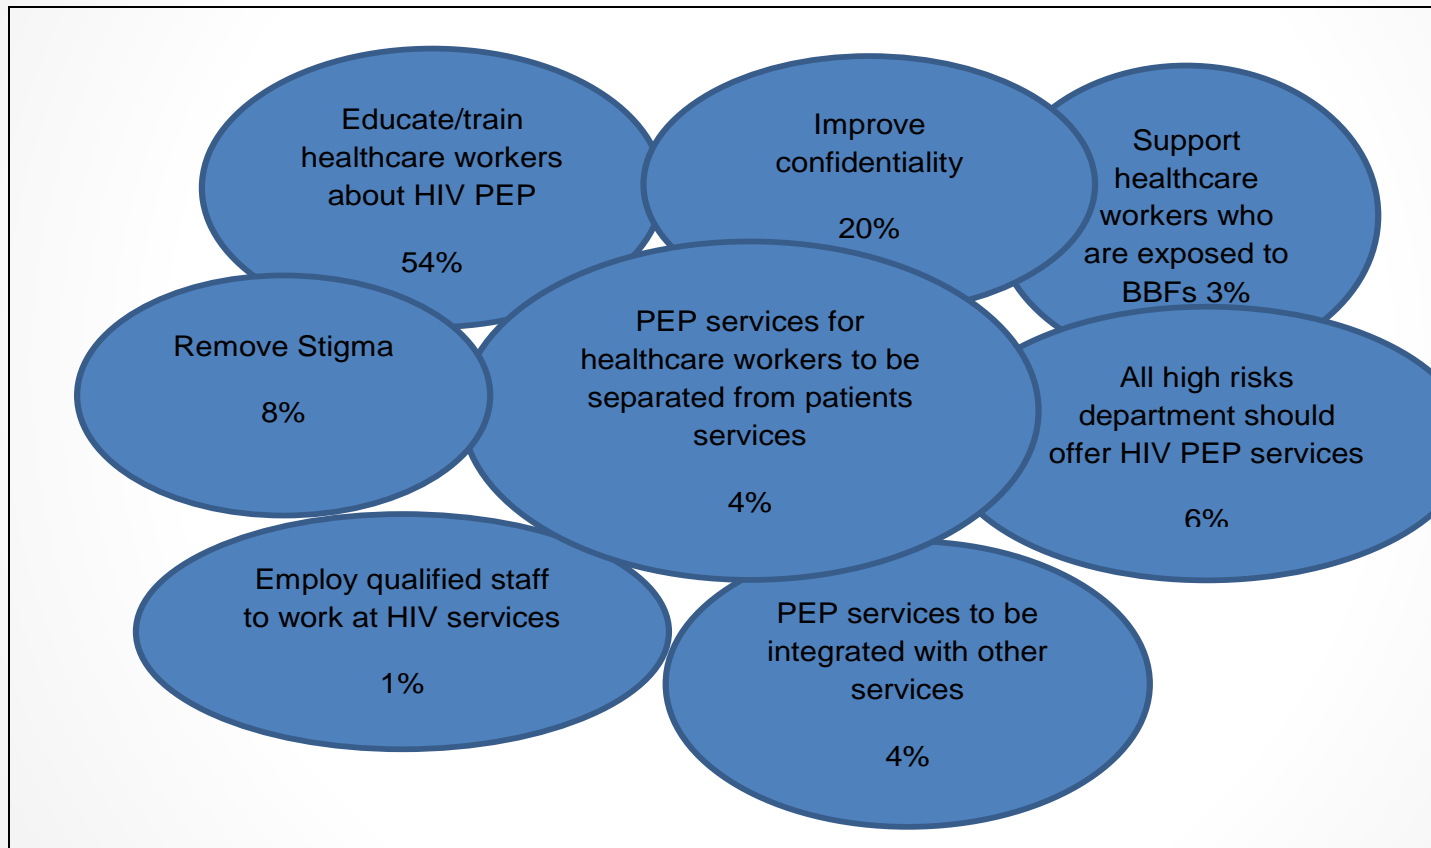 Educate/train
healthcare workers
about HIV PEP
54%
Improve
confidentiality
20%
Support
healthcare
workers who
are exposed to
BBFs 3%
Remove Stigma
8%
PEP services for
healthcare workers to be
separated from patients
services
4%
All high risks
department should
offer HIV PEP services
6%
Employ qualified staff
to work at HIV services
1%
PEP services to be
integrated with other
services
4%